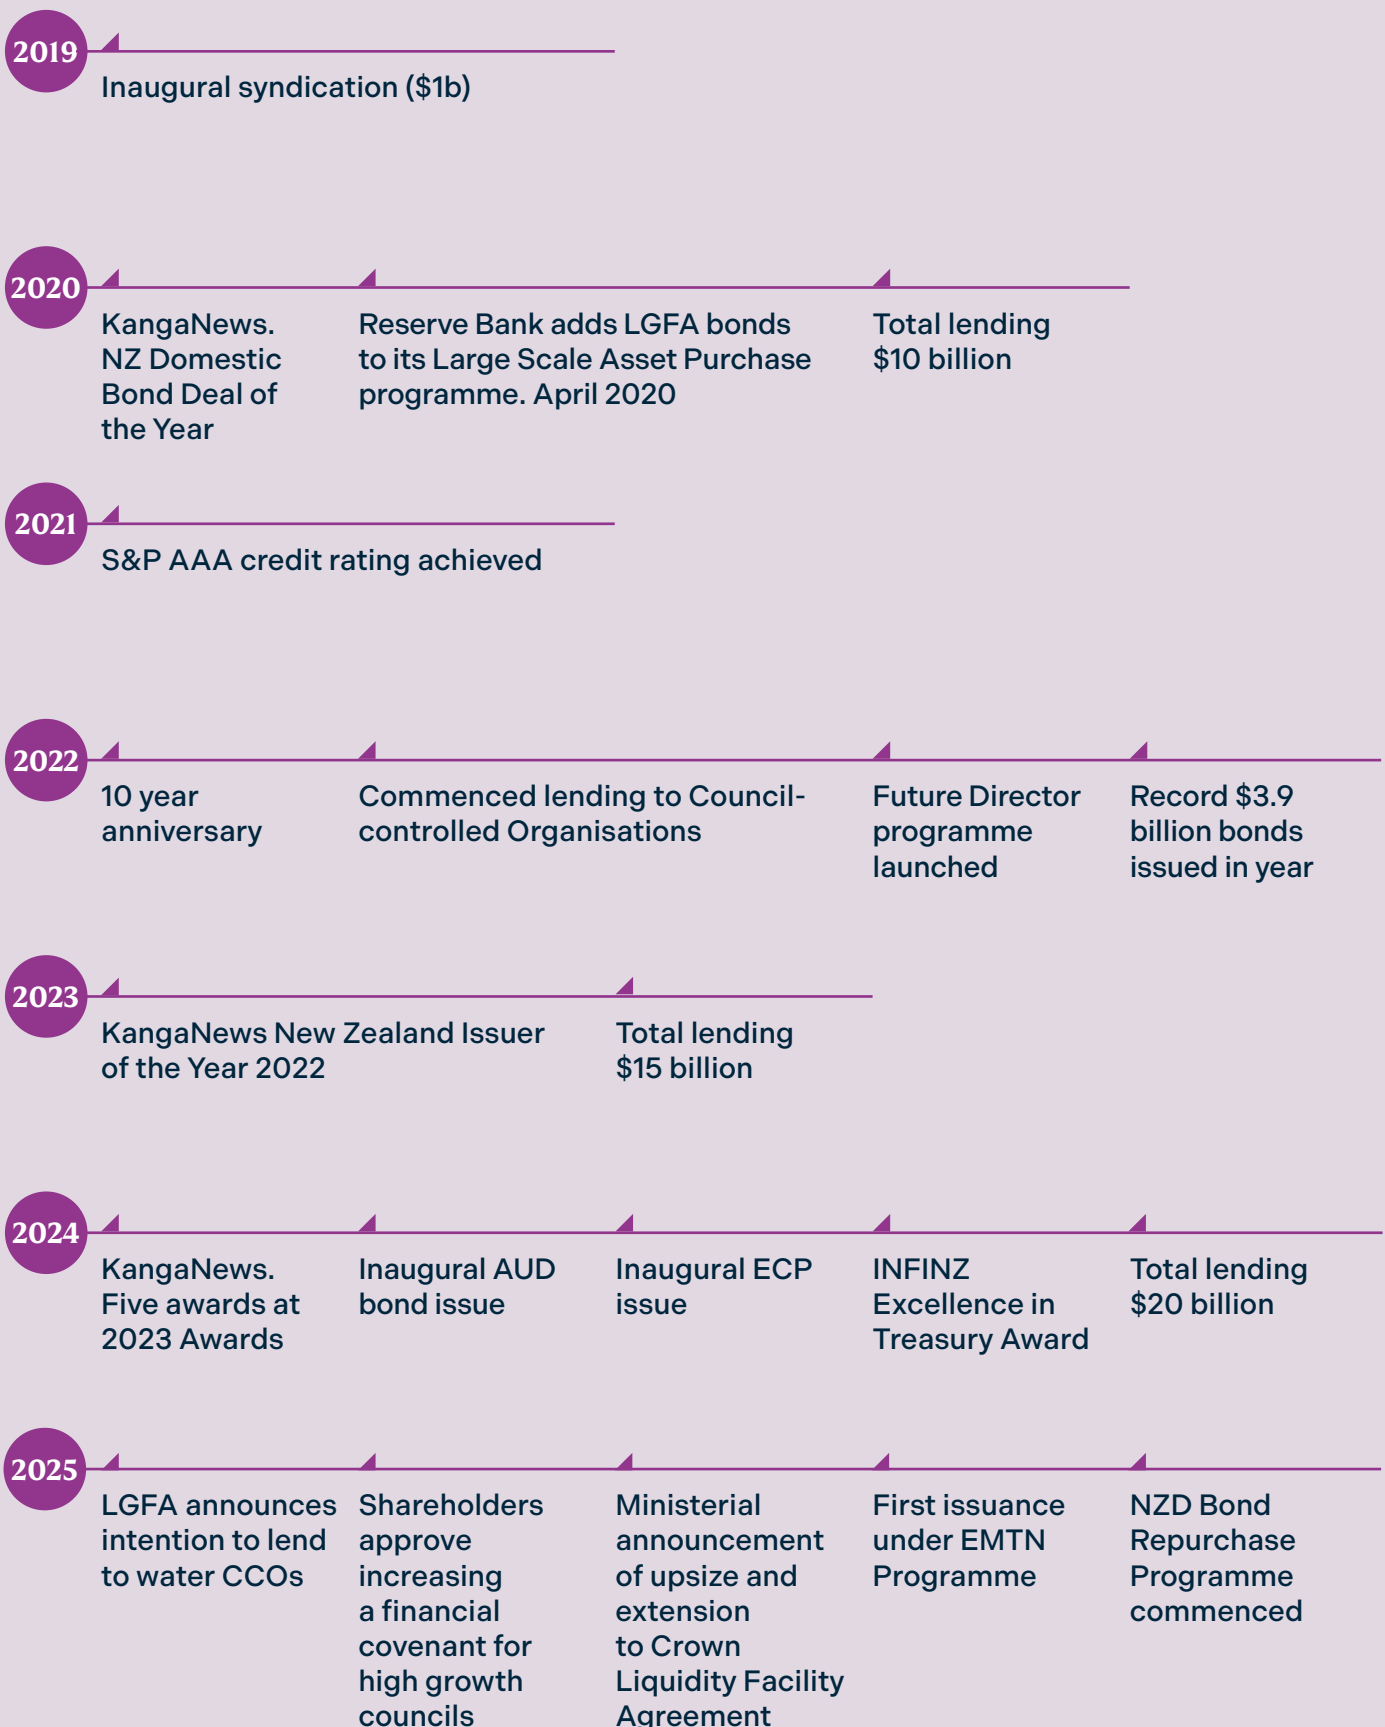 2019
Inaugural syndication ($1b)
2020
KangaNews.
NZ Domestic
Bond Deal of
the Year
Reserve Bank adds LGFA bonds
to its Large Scale Asset Purchase
programme. April 2020
Total lending
$10 billion
2021
S&P AAA credit rating achieved
2022
10 year
anniversary
Commenced lending to Council-
controlled Organisations
Future Director
programme
launched
Record $3.9
billion bonds
issued in year
2023
KangaNews New Zealand Issuer
of the Year 2022
Total lending
$15 billion
2024
KangaNews.
Five awards at
2023 Awards
Inaugural AUD
bond issue
Inaugural ECP
issue
INFINZ
Excellence in
Treasury Award
Total lending
$20 billion
2025
LGFA announces
intention to lend
to water CCOs
Shareholders
approve
increasing
a financial
covenant for
high growth
councils
Ministerial
announcement
of upsize and
extension
to Crown
Liquidity Facility
Agreement
First issuance
under EMTN
Programme
NZD Bond
Repurchase
Programme
commenced